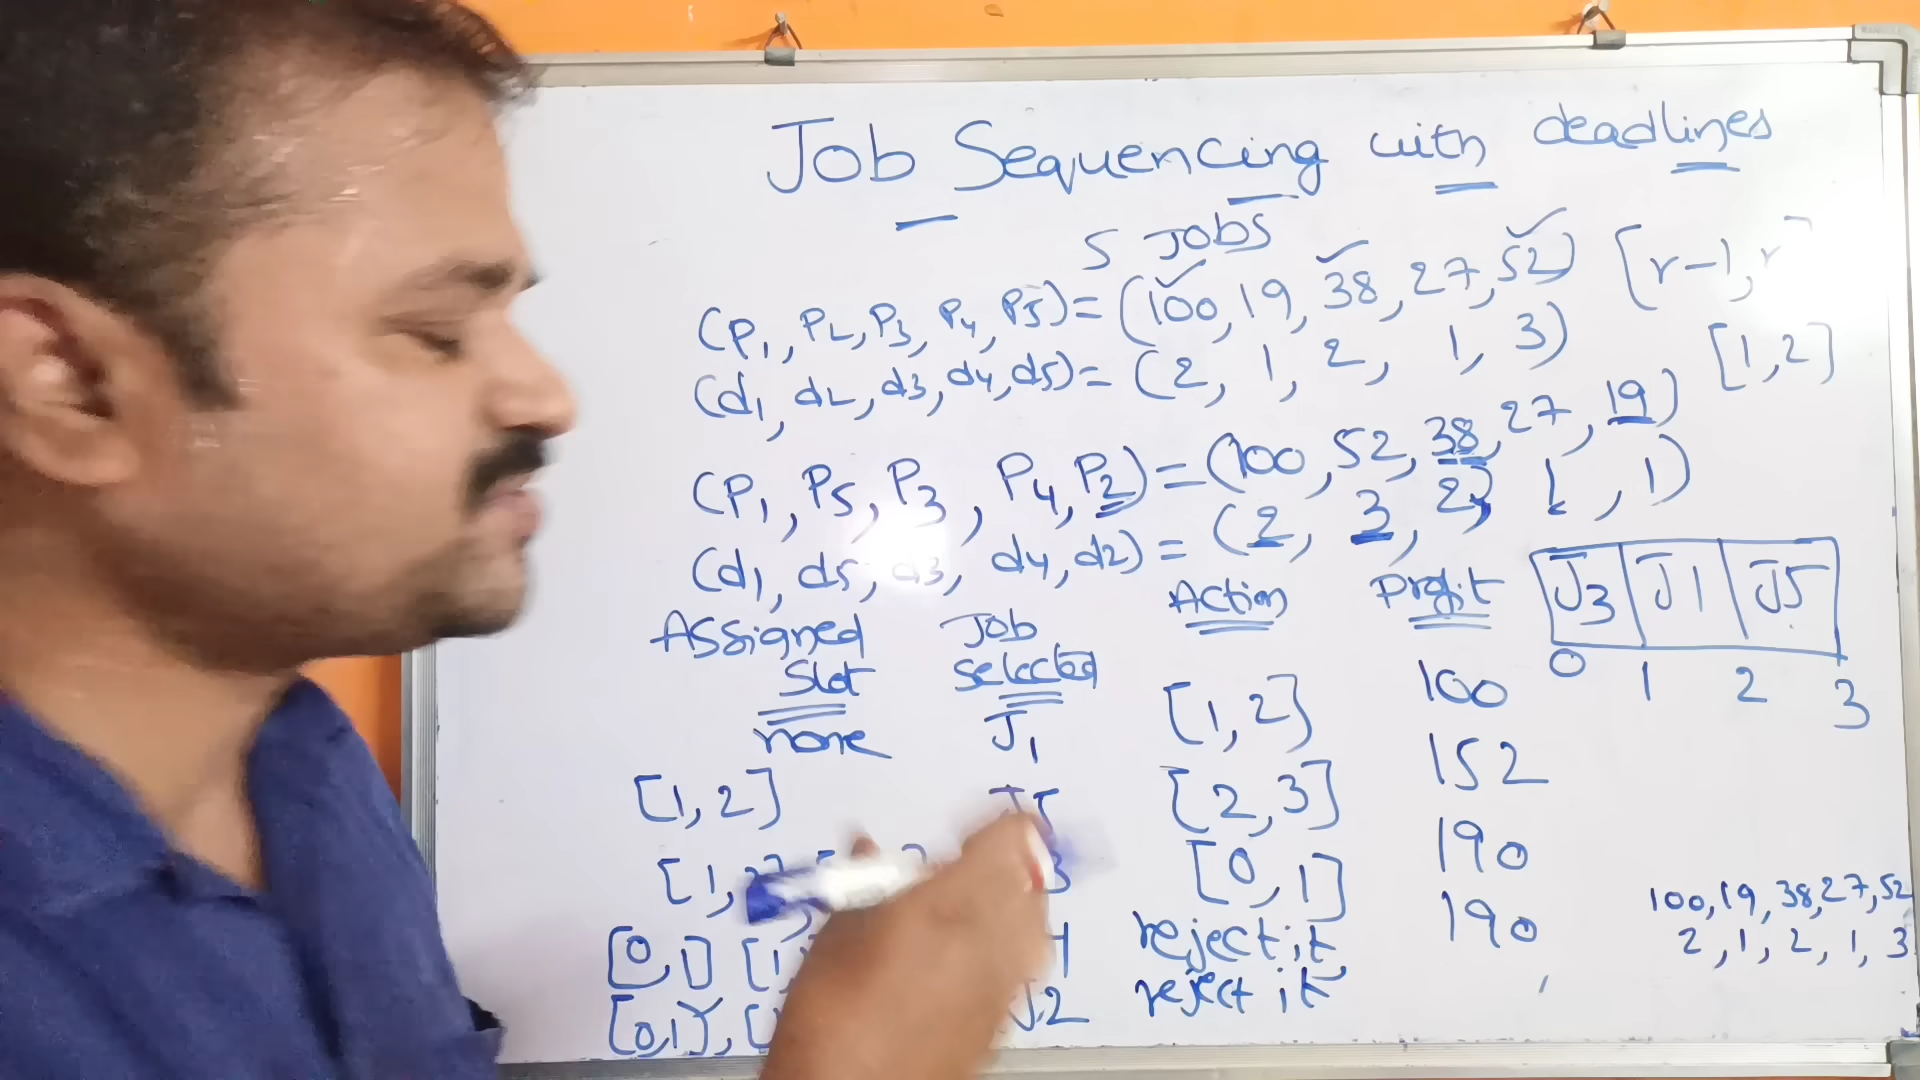 Job Sequencing with deadlines
5 JOBS
(P1, P2, P3, P4, P5) = (100, 19, 38, 27, 52) [r-1, r
(d1, d2, d3, d4, d5) = (2, 1, 2, 1, 3) [1, 2]
(P1, P5, P3, P4, P2) = (100, 52, 38, 27, 19)
(d1, d5, d3, d4, d2) = (2, 3, 2, 1, 1)
Assigned Slot Job selected Action Profit
J3 J1 J5
0 1 2 3
none J1 [1, 2] 100
[1, 2] J5 [2, 3] 152
[1, 3 [0, 1] 190
[0, 1] [1, reject it 190
[0, 1], [ J2 reject it
100, 19, 38, 27, 52
2, 1, 2, 1, 3